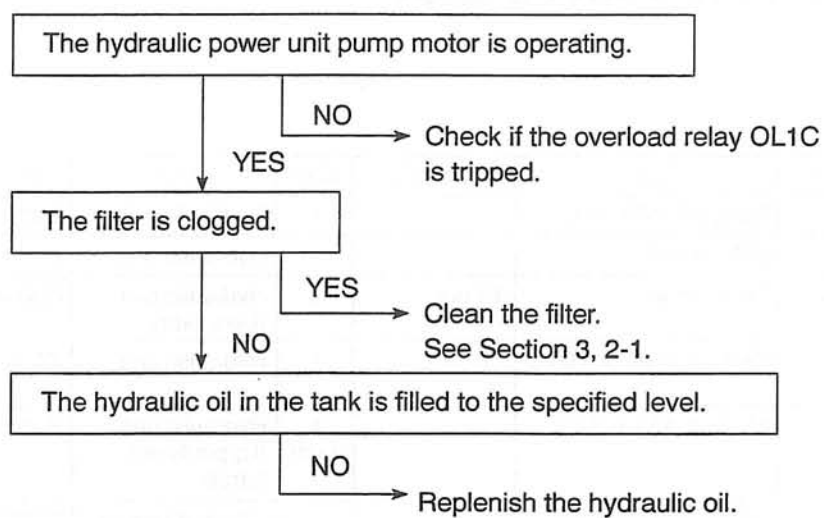 The hydraulic power unit pump motor is operating.
NO
Check if the overload relay OL1C
is tripped.
YES
The filter is clogged.
YES
Clean the filter.
See Section 3, 2-1.
NO
The hydraulic oil in the tank is filled to the specified level.
NO
Replenish the hydraulic oil.